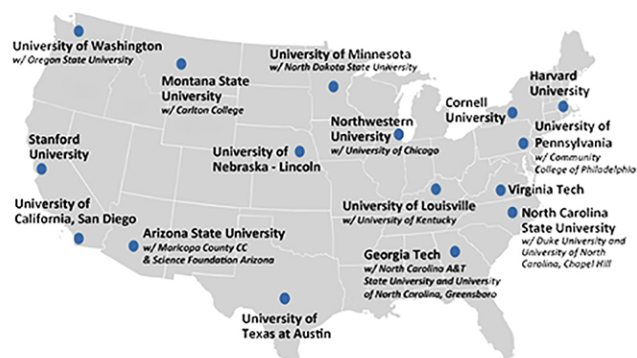 University of Washington
w/ Oregon State University
Montana State
University
w/ Carlton College
University of Minnesota
w/ North Dakota State University
Harvard
University
Cornell
University
Northwestern
University
w/ University of Chicago
University of
Pennsylvania
w/ Community
College of Philadelphia
Stanford
University
University of
Nebraska - Lincoln
Virginia Tech
University of
California, San Diego
University of Louisville
w/ University of Kentucky
North Carolina
State University
w/ Duke University and
University of North
Carolina, Chapel Hill
Arizona State University
w/ Maricopa County CC
& Science Foundation Arizona
Georgia Tech
w/ North Carolina A&T
State University and University
of North Carolina, Greensboro
University of
Texas at Austin